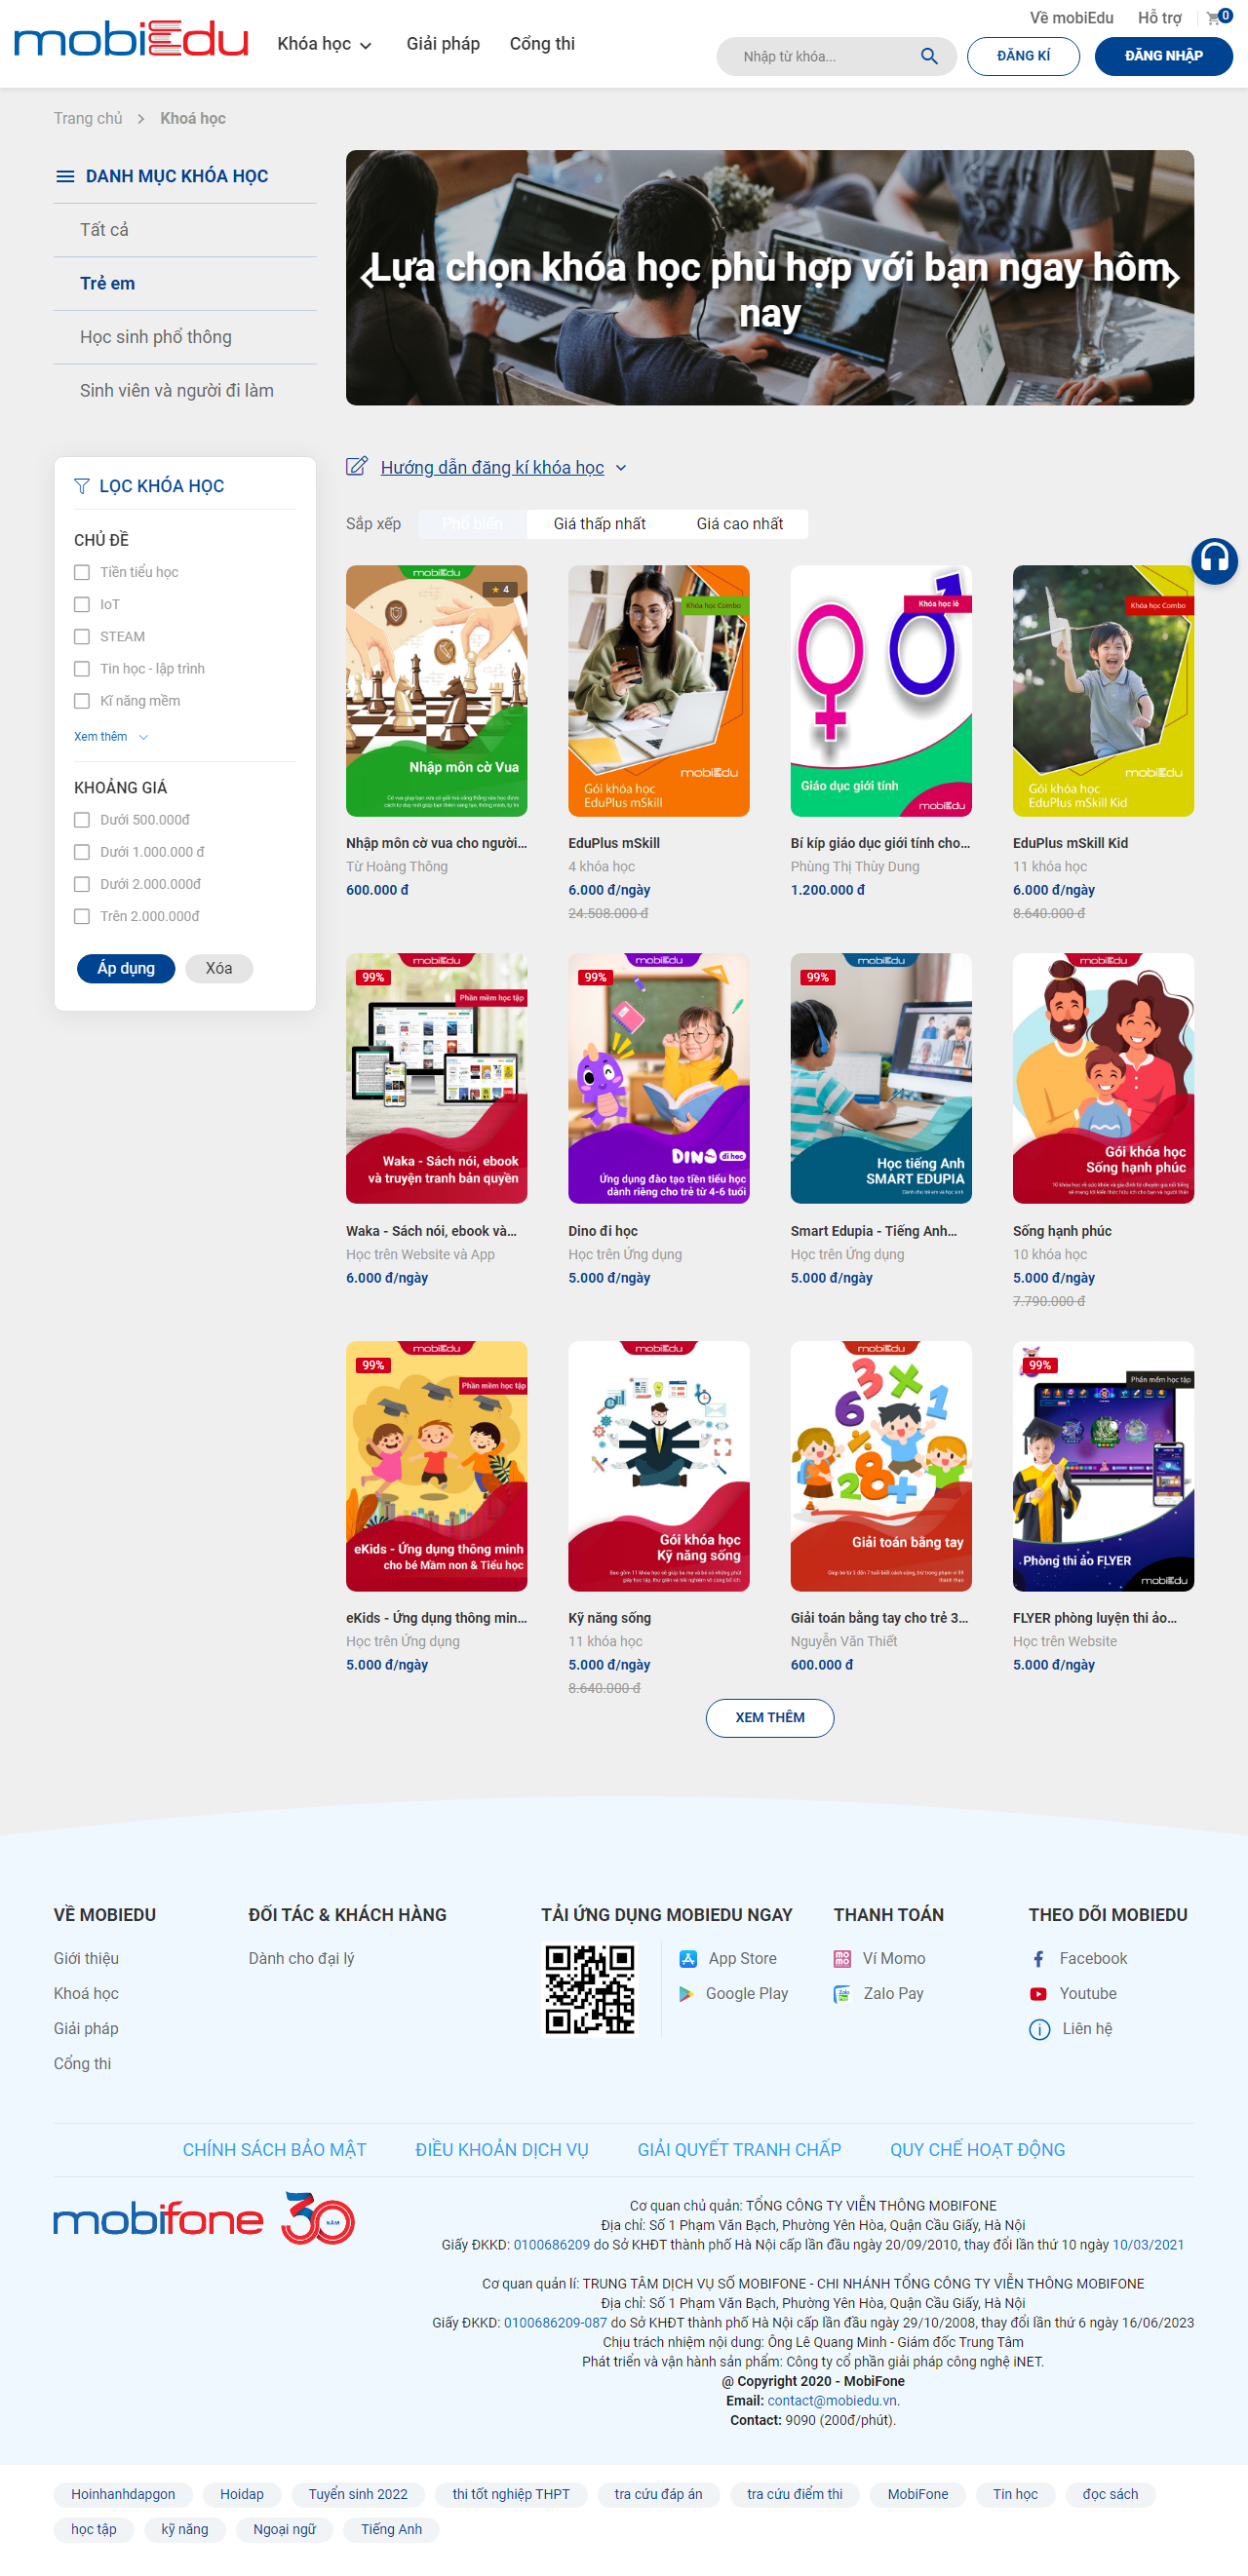 Về mobiEdu
Hỗ trợ
0
mobiEdu
Khóa học
Giải pháp
Cổng thi
Nhập từ khóa...
ĐĂNG KÍ
ĐĂNG NHẬP
Trang chủ
Khoá học
DANH MỤC KHÓA HỌC
Tất cả
Trẻ em
Học sinh phổ thông
Sinh viên và người đi làm
Lựa chọn khóa học phù hợp với bạn ngay hôm
nay
LỌC KHÓA HỌC
CHỦ ĐỀ
Tiền tiểu học
IoT
STEAM
Tin học - lập trình
Kĩ năng mềm
Xem thêm
KHOẢNG GIÁ
Dưới 500.000đ
Dưới 1.000.000 đ
Dưới 2.000.000đ
Trên 2.000.000đ
Áp dụng
Xóa
Hướng dẫn đăng kí khóa học
Sắp xếp
Phổ biến
Giá thấp nhất
Giá cao nhất
mobiEdu
4
Nhập môn cờ Vua
Nhập môn cờ vua cho người...
Từ Hoàng Thông
600.000 đ
Khóa học Combo
mobiEdu
Gói khóa học
EduPlus mSkill
EduPlus mSkill
4 khóa học
6.000 đ/ngày
24.508.000 đ
Khóa học lẻ
Giáo dục giới tính
mobiEdu
Bí kíp giáo dục giới tính cho...
Phùng Thị Thùy Dung
1.200.000 đ
Khóa học Combo
mobiEdu
Gói khóa học
EduPlus mSkill Kid
EduPlus mSkill Kid
11 khóa học
6.000 đ/ngày
8.640.000 đ
mobiEdu
99%
Phần mềm học tập
Waka - Sách nói, ebook
và truyện tranh bản quyền
Waka - Sách nói, ebook và...
Học trên Website và App
6.000 đ/ngày
mobiEdu
99%
DINO đi học
Ứng dụng đào tạo tiền tiểu học
dành riêng cho trẻ từ 4-6 tuổi
Dino đi học
Học trên Ứng dụng
5.000 đ/ngày
mobiEdu
99%
Học tiếng Anh
SMART EDUPIA
Dành cho trẻ em và học sinh
Smart Edupia - Tiếng Anh...
Học trên Ứng dụng
5.000 đ/ngày
mobiEdu
Gói khóa học
Sống hạnh phúc
Sống hạnh phúc
10 khóa học
5.000 đ/ngày
7.790.000 đ
mobiEdu
99%
Phần mềm học tập
eKids - Ứng dụng thông minh
cho bé Mầm non & Tiểu học
eKids - Ứng dụng thông min...
Học trên Ứng dụng
5.000 đ/ngày
mobiEdu
Gói khóa học
Kỹ năng sống
Kỹ năng sống
11 khóa học
5.000 đ/ngày
8.640.000 đ
mobiEdu
Giải toán bằng tay
Giải toán bằng tay cho trẻ 3...
Nguyễn Văn Thiết
600.000 đ
99%
Phần mềm học tập
Phòng thi ảo FLYER
mobiEdu
FLYER phòng luyện thi ảo...
Học trên Website
5.000 đ/ngày
XEM THÊM
VỀ MOBIEDU
Giới thiệu
Khoá học
Giải pháp
Cổng thi
ĐỐI TÁC & KHÁCH HÀNG
Dành cho đại lý
TẢI ỨNG DỤNG MOBIEDU NGAY
App Store
Google Play
THANH TOÁN
Ví Momo
Zalo Pay
THEO DÕI MOBIEDU
Facebook
Youtube
Liên hệ
CHÍNH SÁCH BẢO MẬT
ĐIỀU KHOẢN DỊCH VỤ
GIẢI QUYẾT TRANH CHẤP
QUY CHẾ HOẠT ĐỘNG
mobifone 30 NĂM
Cơ quan chủ quản: TỔNG CÔNG TY VIỄN THÔNG MOBIFONE
Địa chỉ: Số 1 Phạm Văn Bạch, Phường Yên Hòa, Quận Cầu Giấy, Hà Nội
Giấy ĐKKD: 0100686209 do Sở KHĐT thành phố Hà Nội cấp lần đầu ngày 20/09/2010, thay đổi lần thứ 10 ngày 10/03/2021
Cơ quan quản lí: TRUNG TÂM DỊCH VỤ SỐ MOBIFONE - CHI NHÁNH TỔNG CÔNG TY VIỄN THÔNG MOBIFONE
Địa chỉ: Số 1 Phạm Văn Bạch, Phường Yên Hòa, Quận Cầu Giấy, Hà Nội
Giấy ĐKKD: 0100686209-087 do Sở KHĐT thành phố Hà Nội cấp lần đầu ngày 29/10/2008, thay đổi lần thứ 6 ngày 16/06/2023
Chịu trách nhiệm nội dung: Ông Lê Quang Minh - Giám đốc Trung Tâm
Phát triển và vận hành sản phẩm: Công ty cổ phần giải pháp công nghệ iNET.
@ Copyright 2020 - MobiFone
Email: contact@mobiedu.vn.
Contact: 9090 (200đ/phút).
Hoinhanhdapgon
Hoidap
Tuyển sinh 2022
thi tốt nghiệp THPT
tra cứu đáp án
tra cứu điểm thi
MobiFone
Tin học
đọc sách
học tập
kỹ năng
Ngoại ngữ
Tiếng Anh